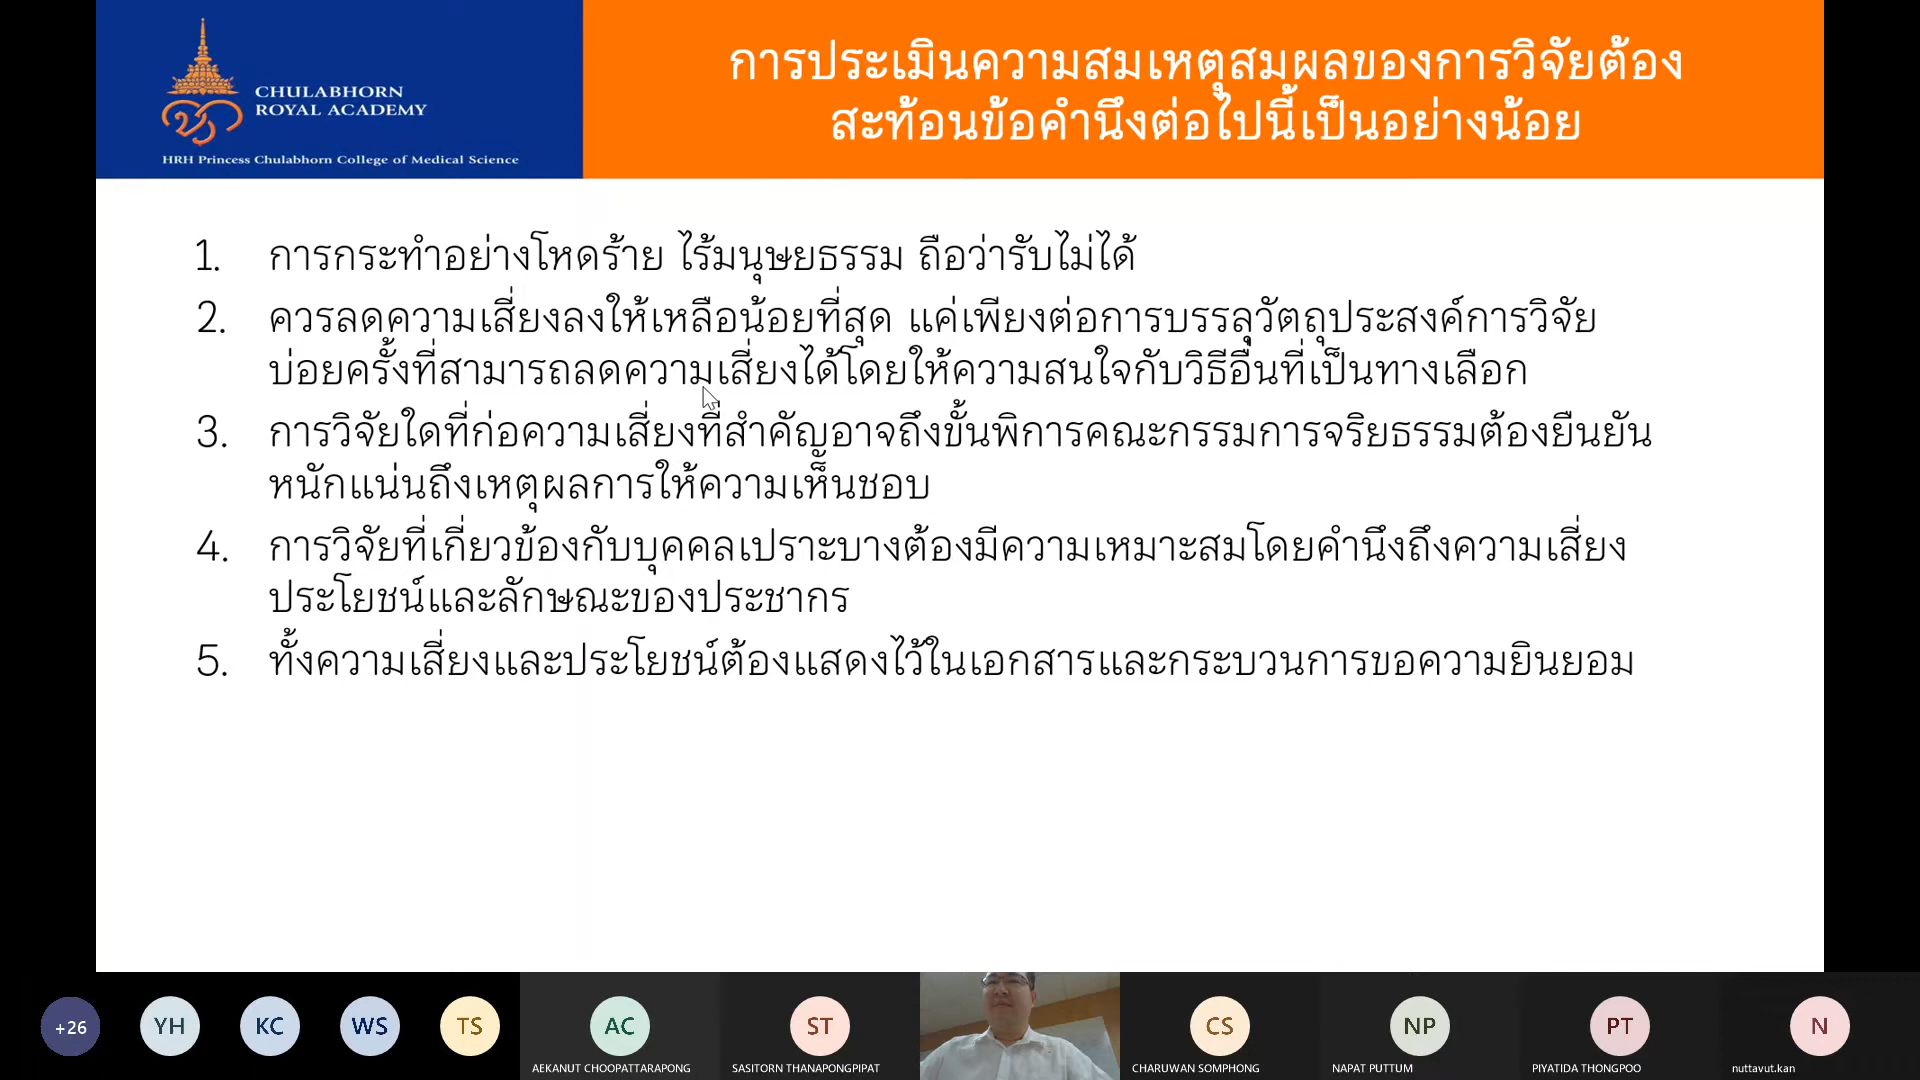 CHULABHORN
ROYAL ACADEMY
HRH Princess Chulabhorn College of Medical Science
การประเมินความสมเหตุสมผลของการวิจัยต้อง
สะท้อนข้อคำนึงต่อไปนี้เป็นอย่างน้อย
1. การกระทำอย่างโหดร้าย ไร้มนุษยธรรม ถือว่ารับไม่ได้
2. ควรลดความเสี่ยงลงให้เหลือน้อยที่สุด แค่เพียงต่อการบรรลุวัตถุประสงค์การวิจัย
บ่อยครั้งที่สามารถลดความเสี่ยงได้โดยให้ความสนใจกับวิธีอื่นที่เป็นทางเลือก
3. การวิจัยใดที่ก่อความเสี่ยงที่สำคัญอาจถึงขั้นพิการคณะกรรมการจริยธรรมต้องยืนยัน
หนักแน่นถึงเหตุผลการให้ความเห็นชอบ
4. การวิจัยที่เกี่ยวข้องกับบุคคลเปราะบางต้องมีความเหมาะสมโดยคำนึงถึงความเสี่ยง
ประโยชน์และลักษณะของประชากร
5. ทั้งความเสี่ยงและประโยชน์ต้องแสดงไว้ในเอกสารและกระบวนการขอความยินยอม
+26 YH KC WS TS AC ST CS NP PT N
AEKANUT CHOOPATTARAPONG SASITORN THANAPONGPIPAT CHARUWAN SOMPHONG NAPAT PUTTUM PIYATIDA THONGPOO nuttavut.kan